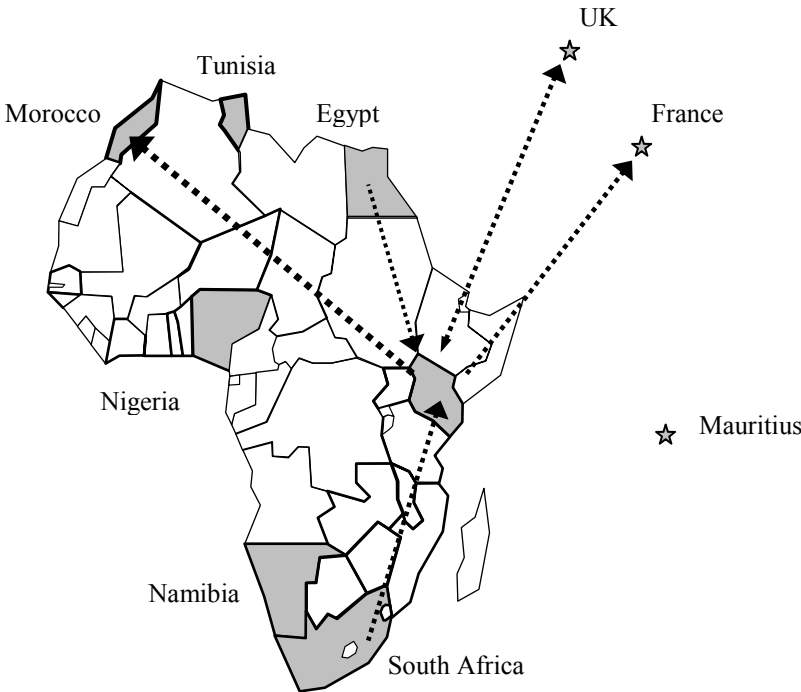 UK
Tunisia
Morocco
Egypt
France
Nigeria
Mauritius
Namibia
South Africa